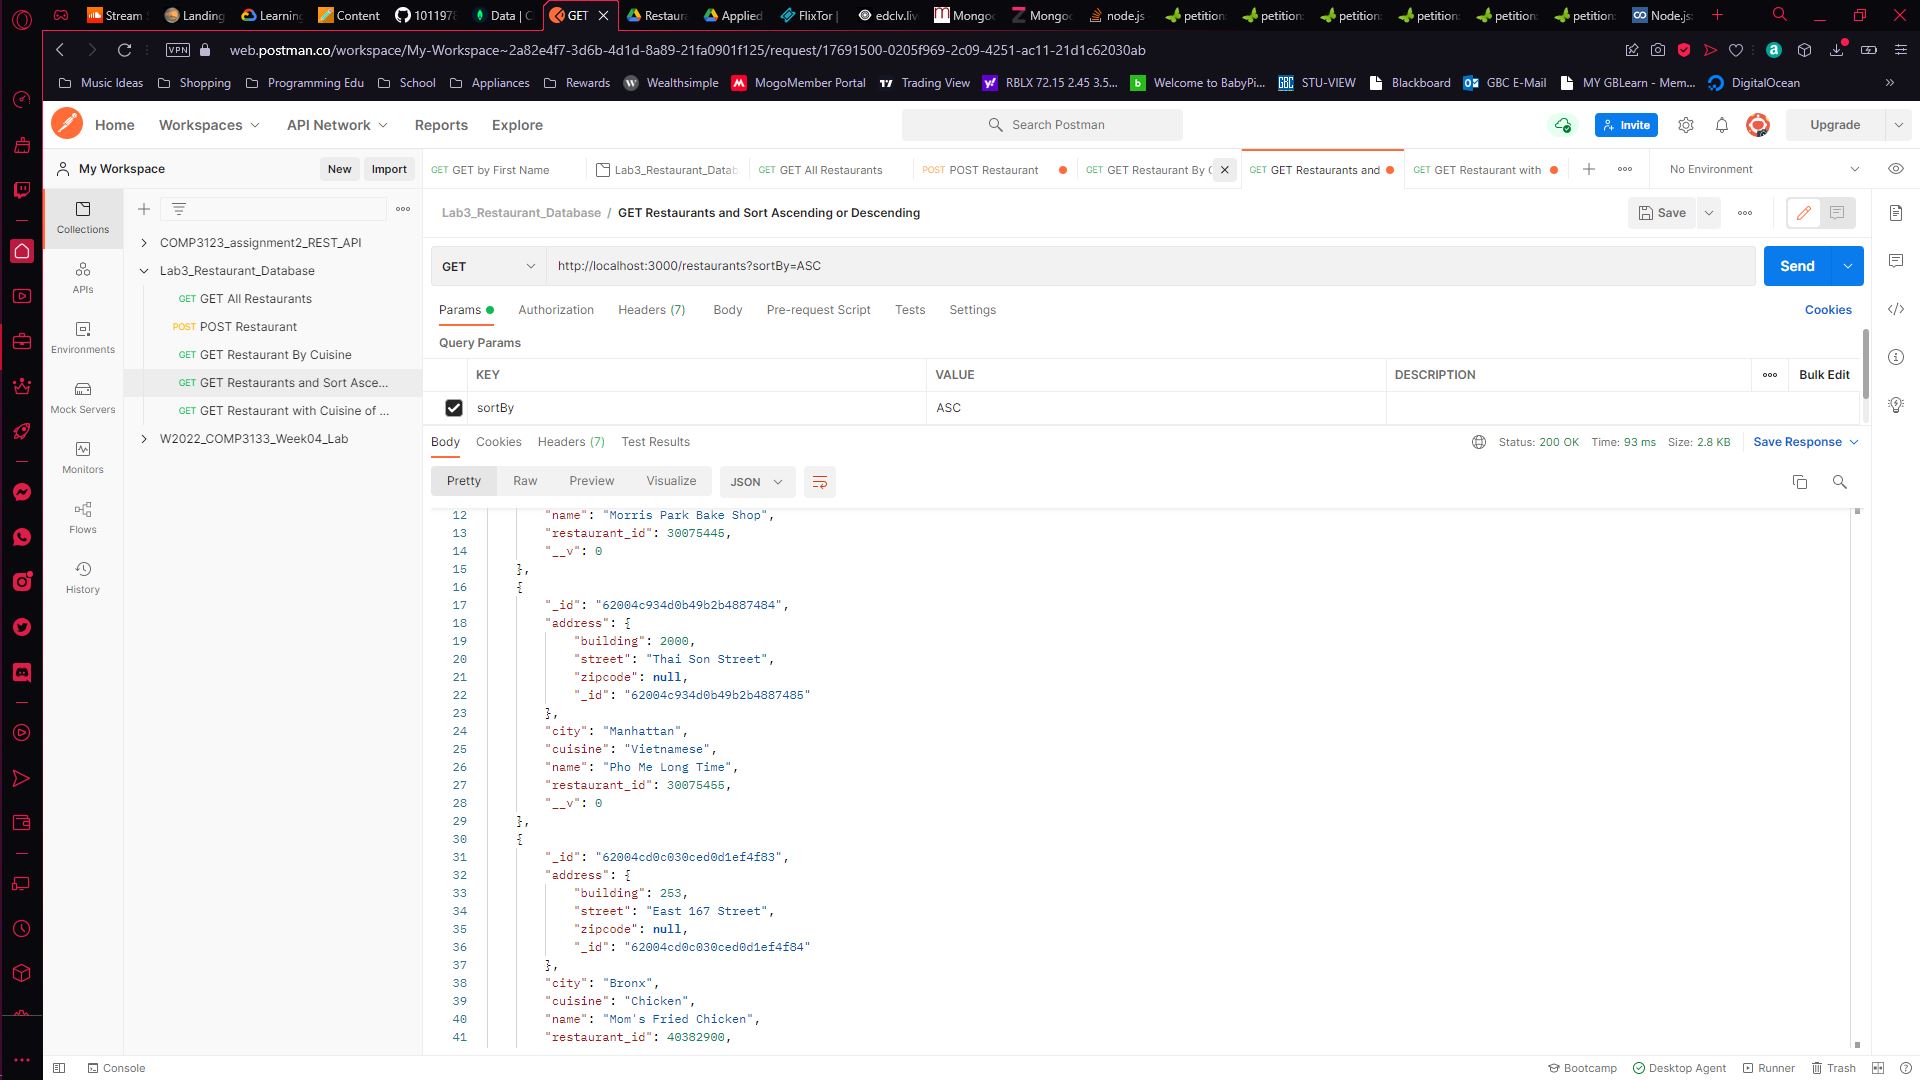 Stream
Landing
Learning
Content
1011978
Data | C
GET
Restaura
Applied
FlixTor |
edclv.liv
Mongo
Mongo
node.js
petition
petition
petition
petition
petition
petition
Node.js
VPN
web.postman.co/workspace/My-Workspace~2a82e4f7-3d6b-4d1d-8a89-21fa0901f125/request/17691500-0205f969-2c09-4251-ac11-21d1c62030ab
Music Ideas
Shopping
Programming Edu
School
Appliances
Rewards
Wealthsimple
MogoMember Portal
Trading View
RBLX 72.15 2.45 3.5...
Welcome to BabyPi...
STU-VIEW
Blackboard
GBC E-Mail
MY GBLearn - Mem...
DigitalOcean
Home
Workspaces
API Network
Reports
Explore
Search Postman
Invite
Upgrade
My Workspace
New
Import
GET GET by First Name
Lab3_Restaurant_Datab
GET GET All Restaurants
POST POST Restaurant
GET GET Restaurant By C
GET GET Restaurants and
GET GET Restaurant with
No Environment
Collections
APIs
Environments
Mock Servers
Monitors
Flows
History
COMP3123_assignment2_REST_API
Lab3_Restaurant_Database
GET GET All Restaurants
POST POST Restaurant
GET GET Restaurant By Cuisine
GET GET Restaurants and Sort Asce...
GET GET Restaurant with Cuisine of ...
W2022_COMP3133_Week04_Lab
Lab3_Restaurant_Database / GET Restaurants and Sort Ascending or Descending
Save
GET
http://localhost:3000/restaurants?sortBy=ASC
Send
Params
Authorization
Headers (7)
Body
Pre-request Script
Tests
Settings
Cookies
Query Params
KEY
VALUE
DESCRIPTION
Bulk Edit
sortBy
ASC
Body
Cookies
Headers (7)
Test Results
Status: 200 OK
Time: 93 ms
Size: 2.8 KB
Save Response
Pretty
Raw
Preview
Visualize
JSON
12 "name": "Morris Park Bake Shop",
13 "restaurant_id": 30075445,
14 "__v": 0
15 },
16 {
17 "_id": "62004c934d0b49b2b4887484",
18 "address": {
19 "building": 2000,
20 "street": "Thai Son Street",
21 "zipcode": null,
22 "_id": "62004c934d0b49b2b4887485"
23 },
24 "city": "Manhattan",
25 "cuisine": "Vietnamese",
26 "name": "Pho Me Long Time",
27 "restaurant_id": 30075455,
28 "__v": 0
29 },
30 {
31 "_id": "62004cd0c030ced0d1ef4f83",
32 "address": {
33 "building": 253,
34 "street": "East 167 Street",
35 "zipcode": null,
36 "_id": "62004cd0c030ced0d1ef4f84"
37 },
38 "city": "Bronx",
39 "cuisine": "Chicken",
40 "name": "Mom's Fried Chicken",
41 "restaurant_id": 40382900,
Console
Bootcamp
Desktop Agent
Runner
Trash